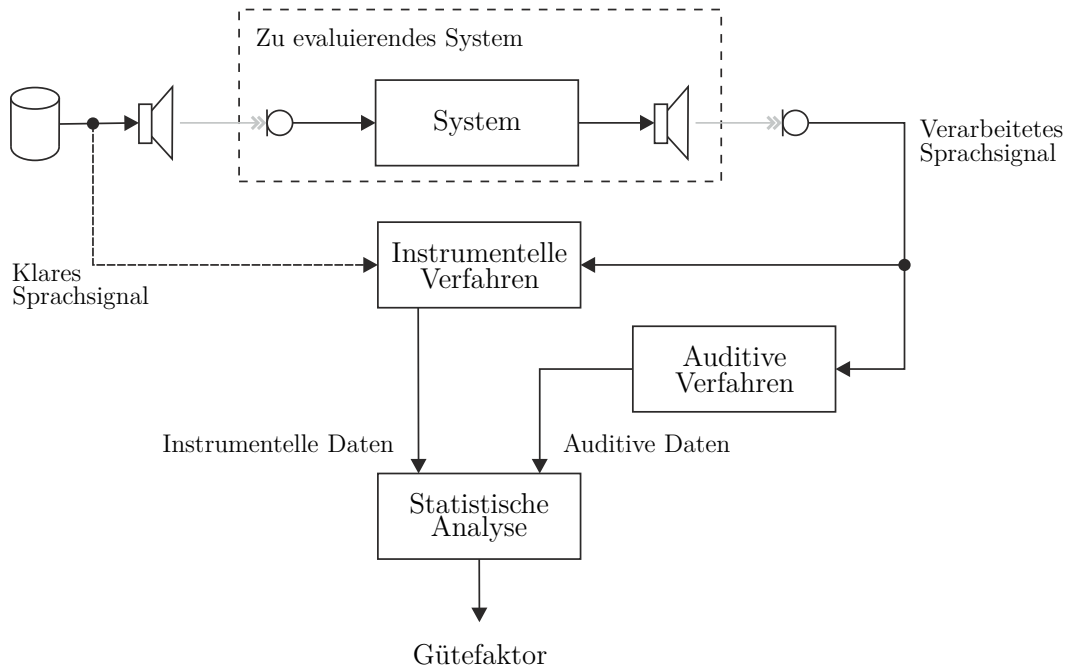 Zu evaluierendes System
System
Verarbeitetes
Sprachsignal
Instrumentelle
Verfahren
Klares
Sprachsignal
Auditive
Verfahren
Instrumentelle Daten
Auditive Daten
Statistische
Analyse
Gütefaktor